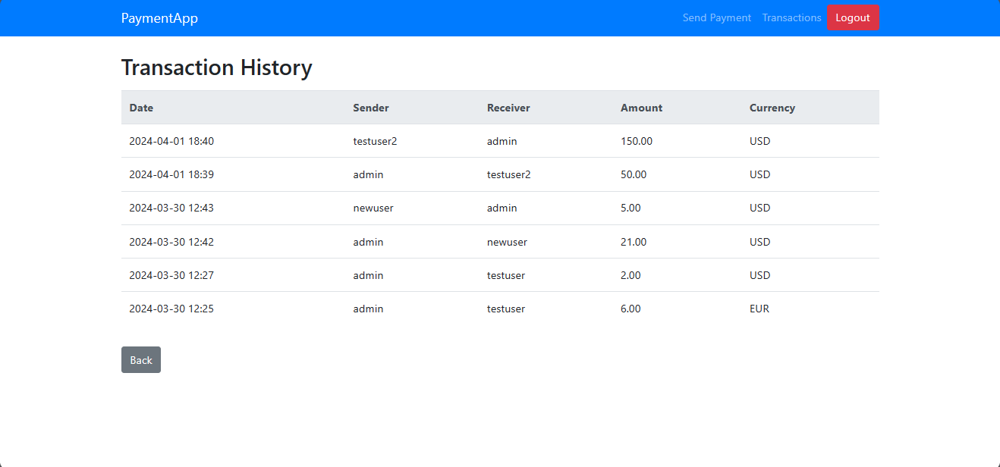 PaymentApp Send Payment Transactions Logout
Transaction History
Date Sender Receiver Amount Currency
2024-04-01 18:40 testuser2 admin 150.00 USD
2024-04-01 18:39 admin testuser2 50.00 USD
2024-03-30 12:43 newuser admin 5.00 USD
2024-03-30 12:42 admin newuser 21.00 USD
2024-03-30 12:27 admin testuser 2.00 USD
2024-03-30 12:25 admin testuser 6.00 EUR
Back